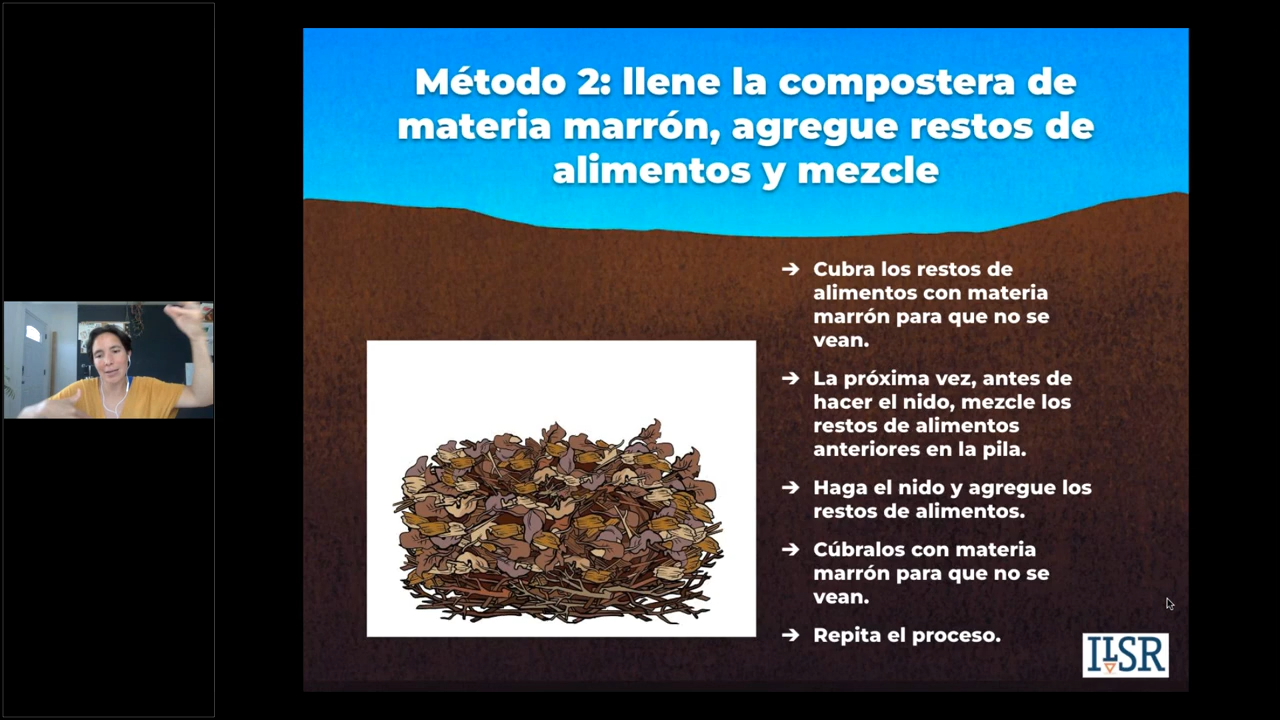 Método 2: llene la compostera de
materia marrón, agregue restos de
alimentos y mezcle
➔ Cubra los restos de
alimentos con materia
marrón para que no se
vean.
➔ La próxima vez, antes de
hacer el nido, mezcle los
restos de alimentos
anteriores en la pila.
➔ Haga el nido y agregue los
restos de alimentos.
➔ Cúbralos con materia
marrón para que no se
vean.
➔ Repita el proceso.
ILSR